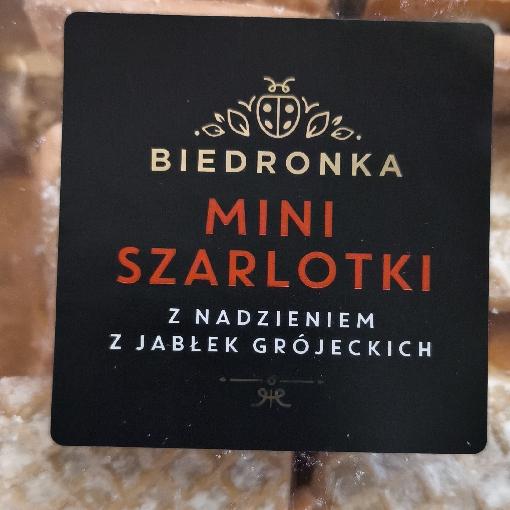 BIEDRONKA
MINI
SZARLOTKI
Z NADZIENIEM
Z JABŁEK GRÓJECKICH